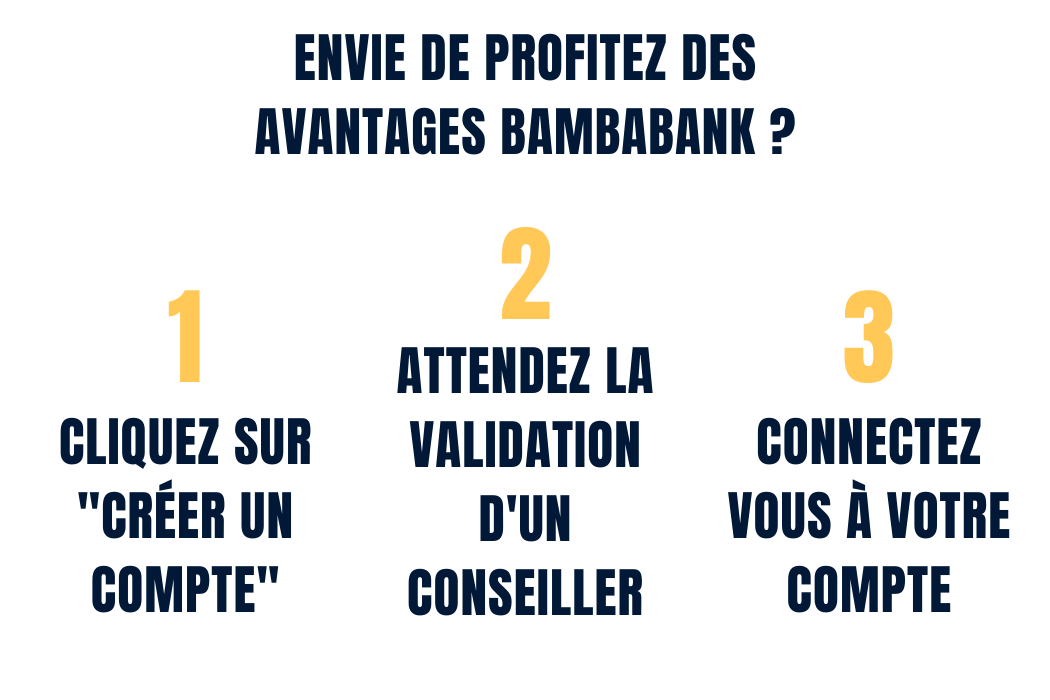 ENVIE DE PROFITEZ DES
AVANTAGES BAMBABANK ?
1
CLIQUEZ SUR
"CRÉER UN
COMPTE"
2
ATTENDEZ LA
VALIDATION
D'UN
CONSEILLER
3
CONNECTEZ
VOUS À VOTRE
COMPTE